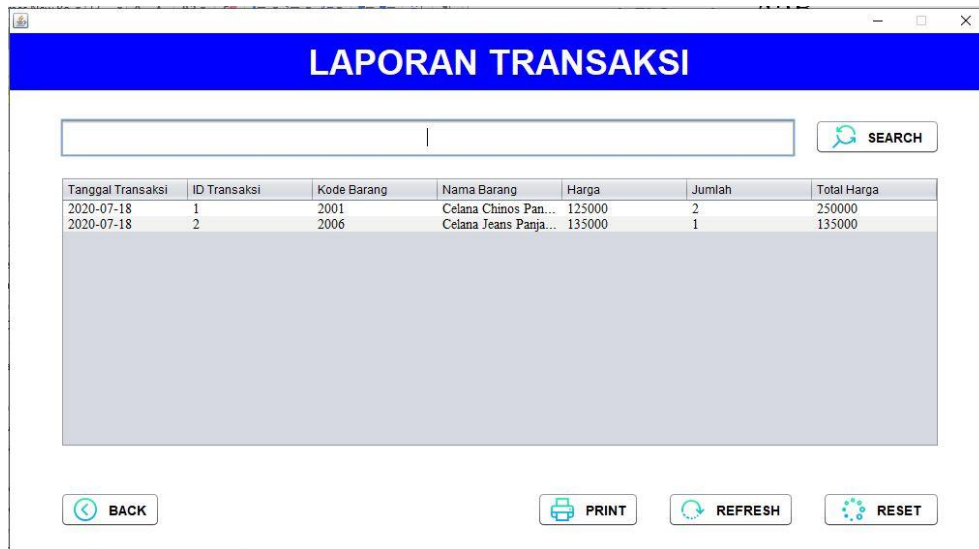 LAPORAN TRANSAKSI
SEARCH
Tanggal Transaksi ID Transaksi Kode Barang Nama Barang Harga Jumlah Total Harga
2020-07-18 1 2001 Celana Chinos Pan... 125000 2 250000
2020-07-18 2 2006 Celana Jeans Panja... 135000 1 135000
BACK PRINT REFRESH RESET